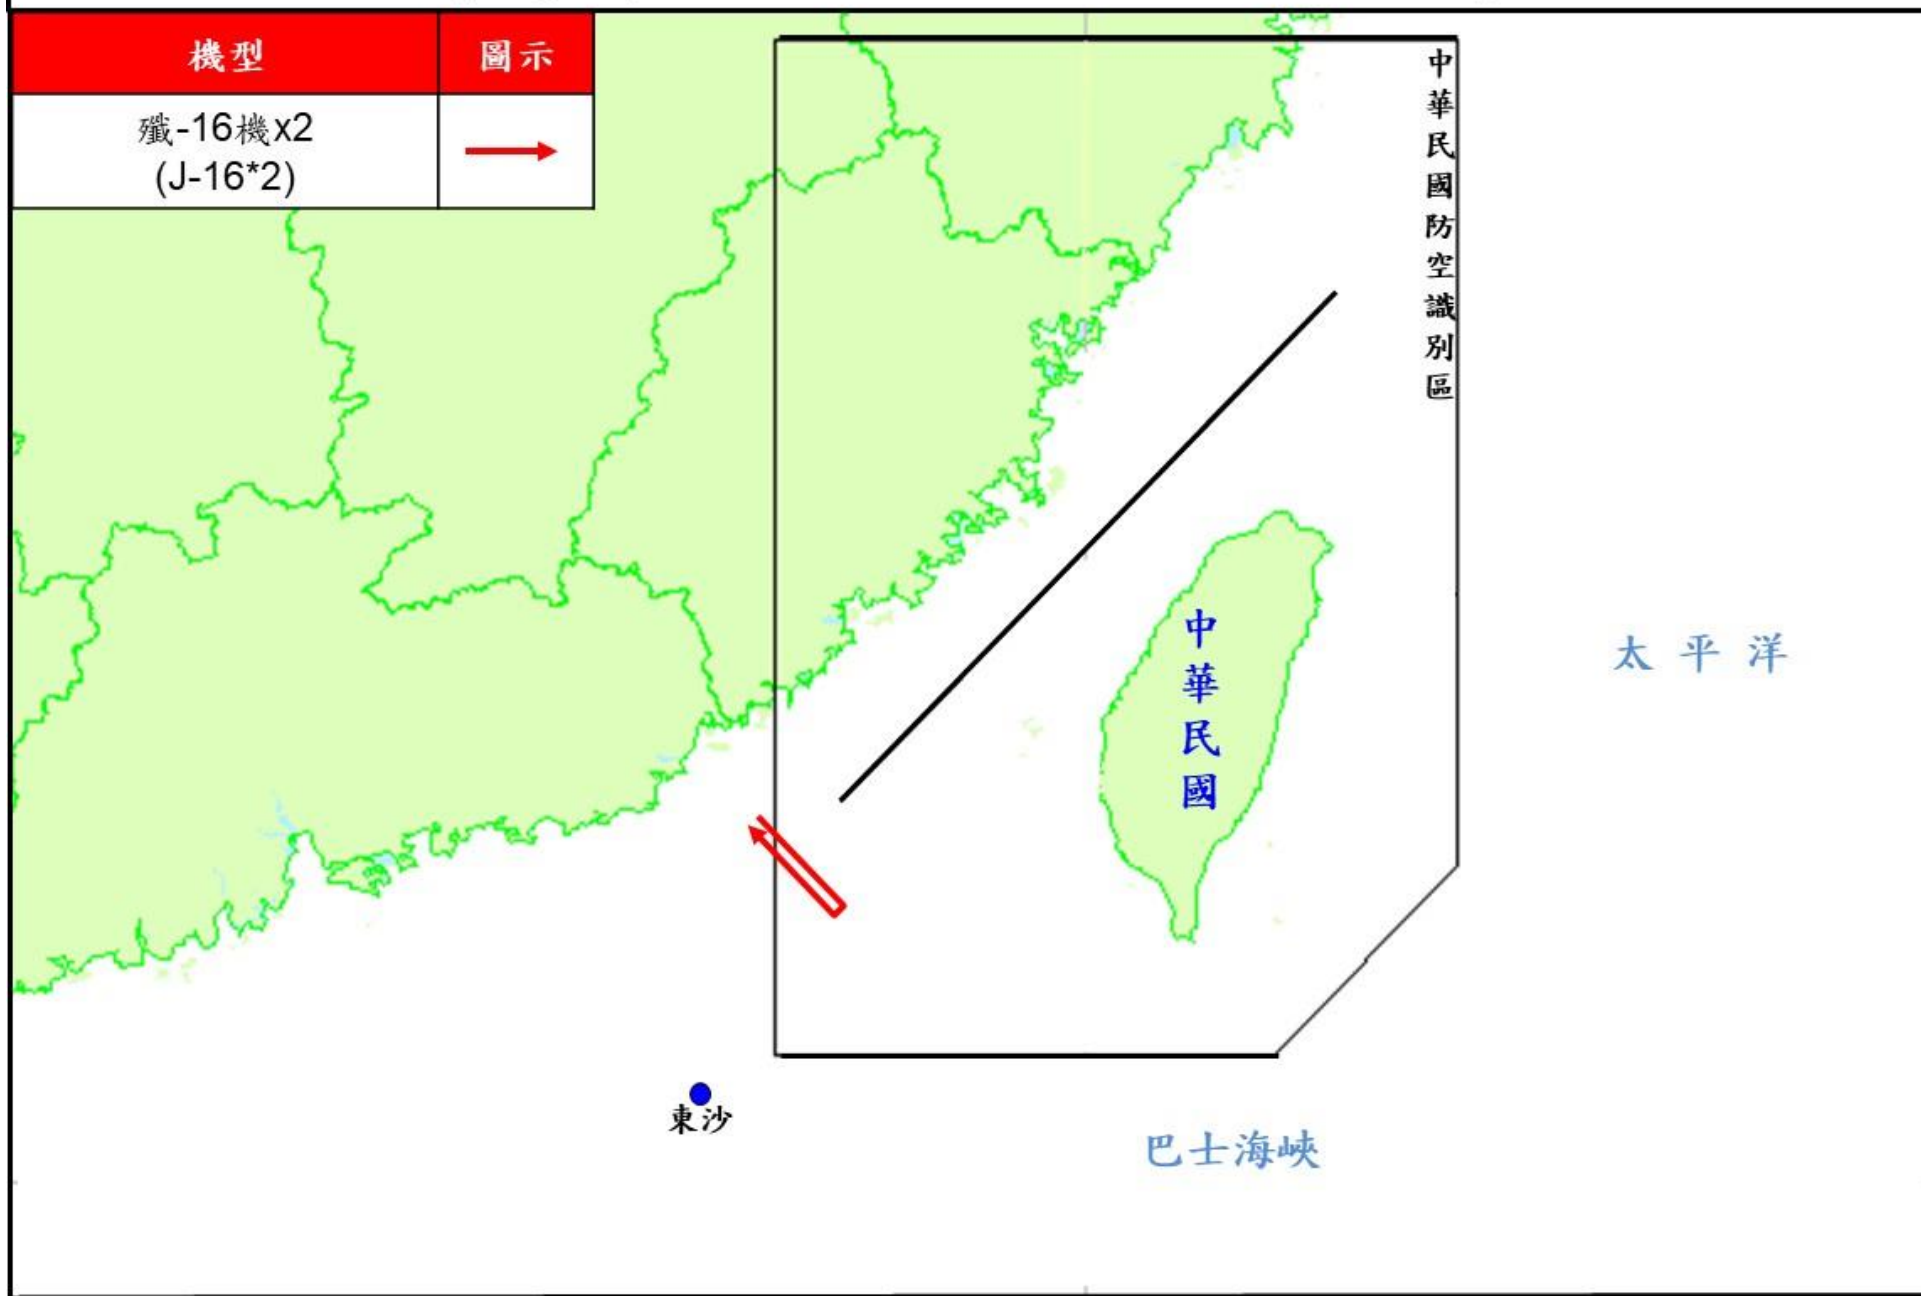 機型
圖示
殲-16機x2
(J-16*2)
中華民國防空識別區
中華民國
太平洋
東沙
巴士海峽